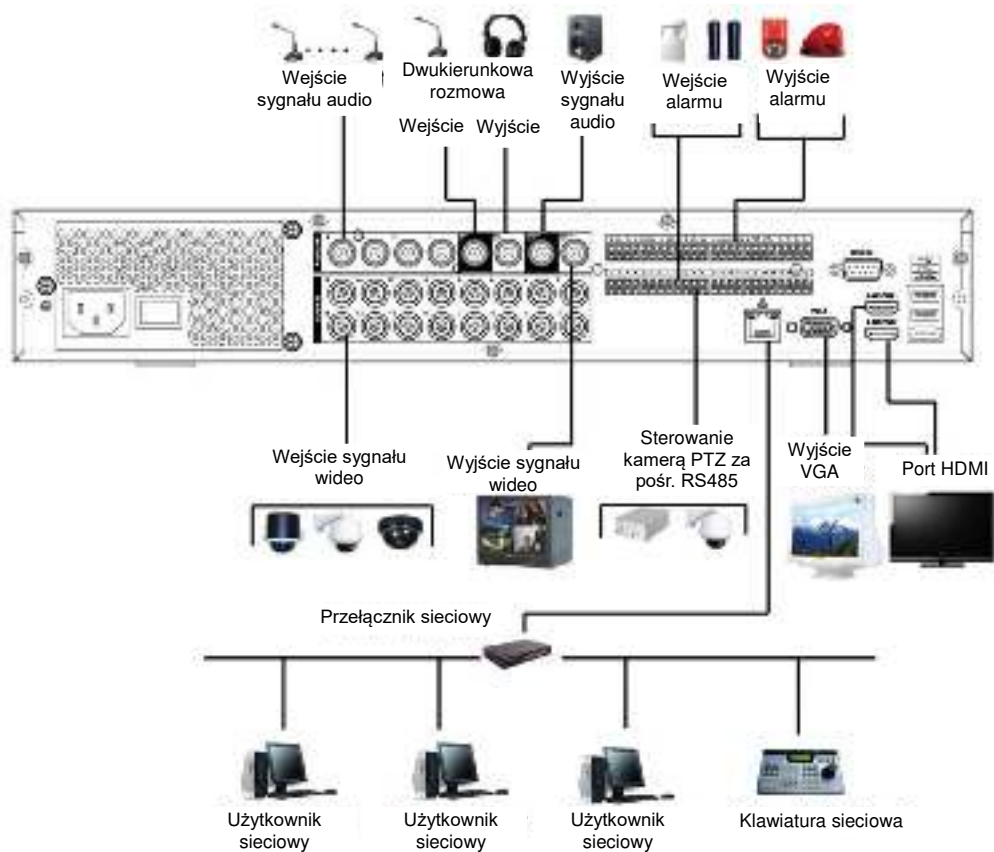 Wejście
sygnału audio
Dwukierunkowa
rozmowa
Wejście Wyjście
Wyjście
sygnału
audio
Wejście
alarmu
Wyjście
alarmu
Wejście sygnału
wideo
Wyjście sygnału
wideo
Sterowanie
kamerą PTZ za
pośr. RS485
Wyjście
VGA
Port HDMI
Przełącznik sieciowy
Użytkownik
sieciowy
Użytkownik
sieciowy
Użytkownik
sieciowy
Klawiatura sieciowa